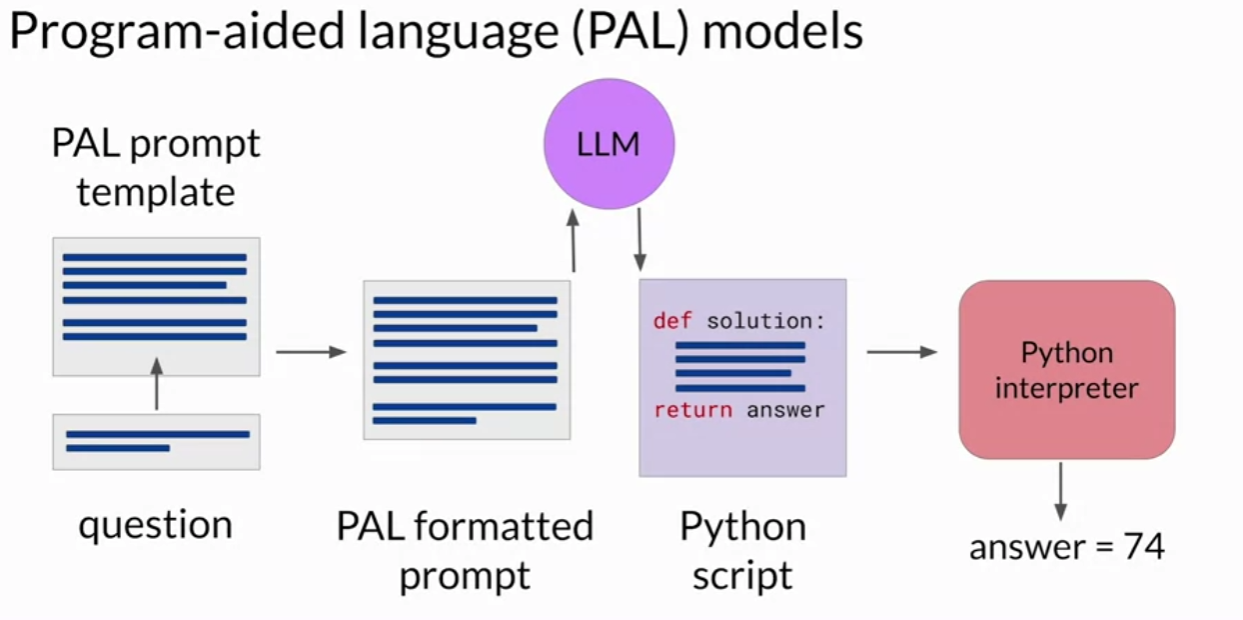 Program-aided language (PAL) models
PAL prompt
template
question
PAL formatted
prompt
LLM
def solution:
return answer
Python
script
Python
interpreter
answer = 74